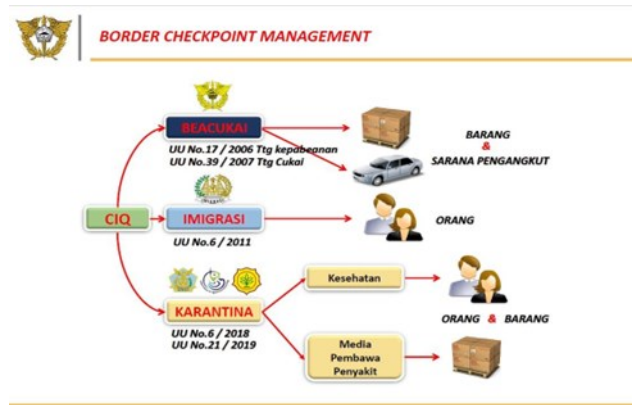 BORDER CHECKPOINT MANAGEMENT
BEACUKAI
UU No.17 / 2006 Ttg kepabeanan
UU No.39 / 2007 Ttg Cukai
BARANG
&
SARANA PENGANGKUT
CIQ
IMIGRASI
UU No.6 / 2011
ORANG
KARANTINA
UU No.6 / 2018
UU No.21 / 2019
Kesehatan
ORANG & BARANG
Media
Pembawa
Penyakit